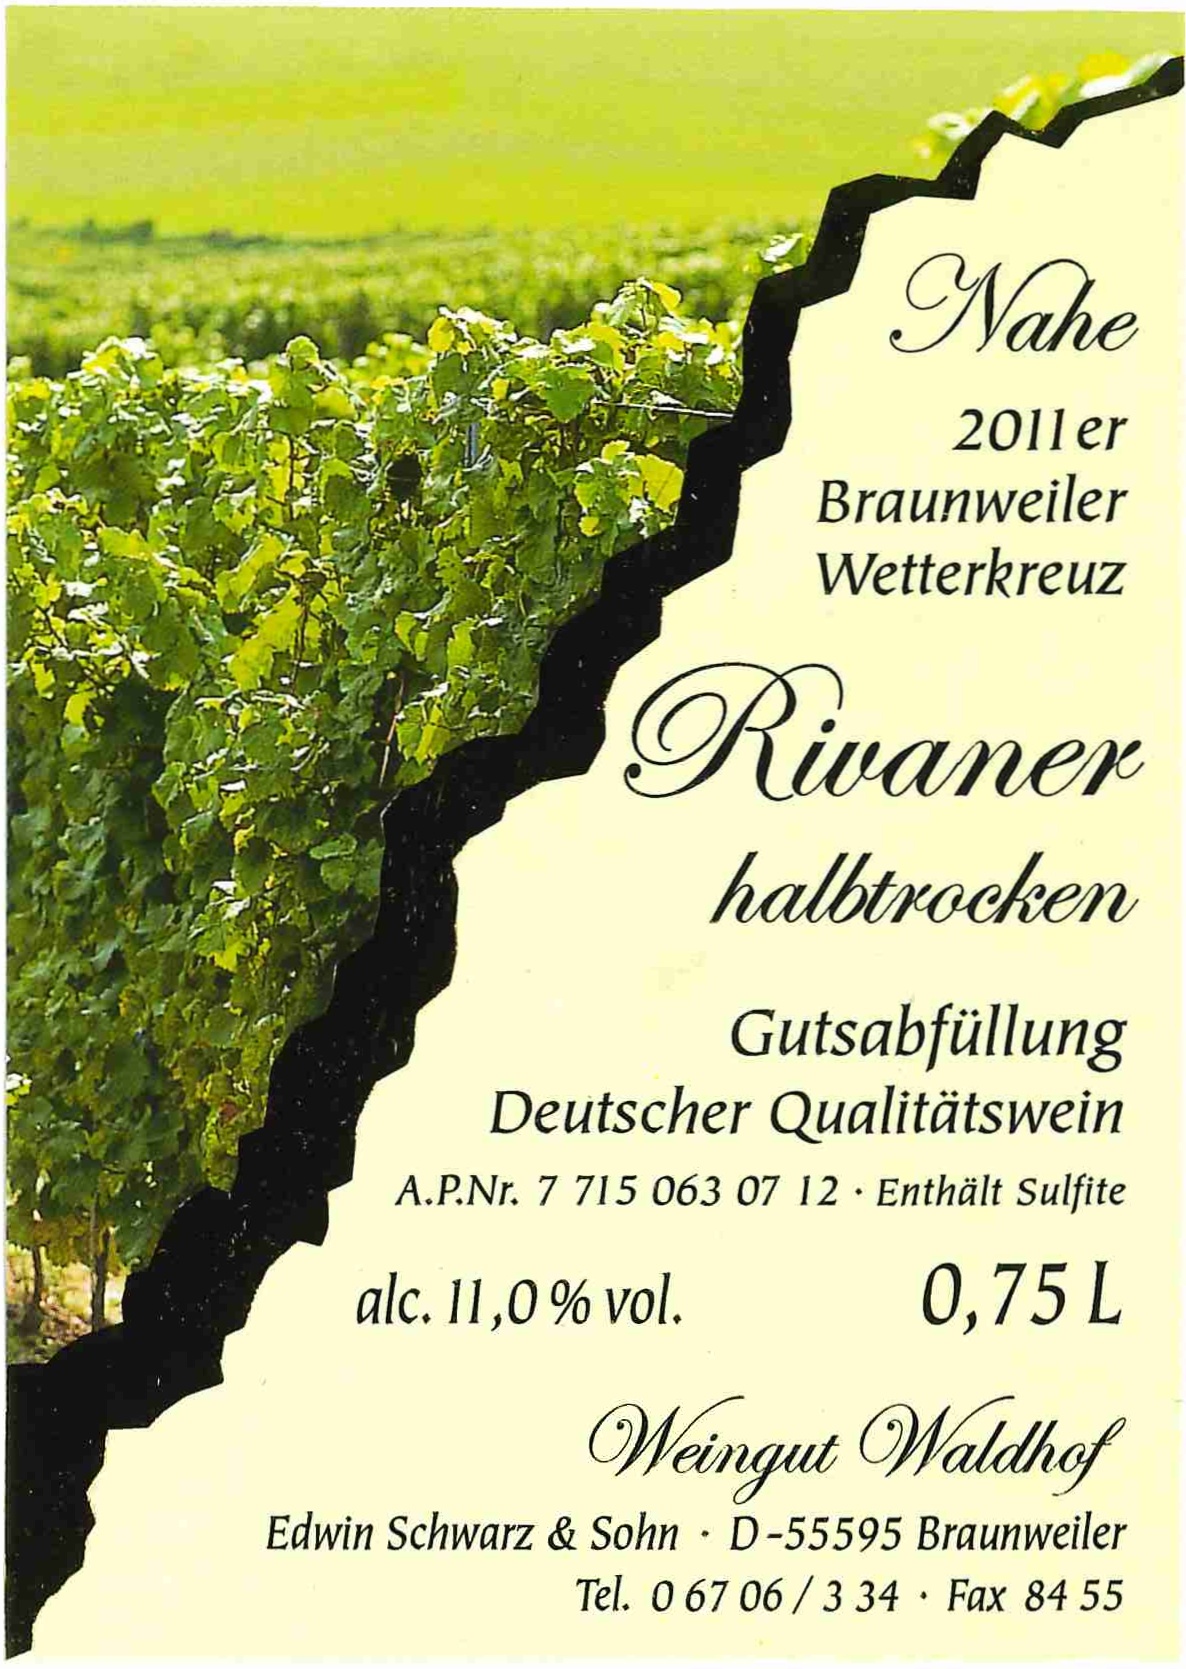 Nahe
2011er
Braunweiler
Wetterkreuz
Rivaner
halbtrocken
Gutsabfüllung
Deutscher Qualitätswein
A.P.Nr. 7 715 063 07 12 · Enthält Sulfite
alc. 11,0 % vol. 0,75 L
Weingut Waldhof
Edwin Schwarz & Sohn · D-55595 Braunweiler
Tel. 0 67 06 / 3 34 · Fax 84 55